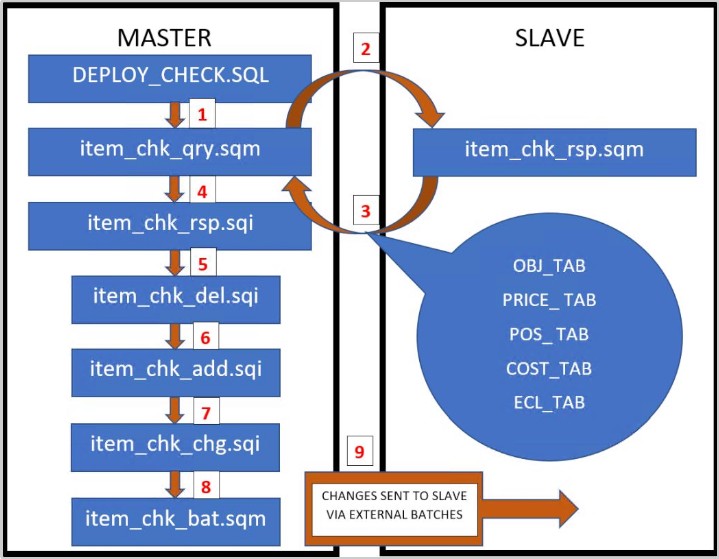 MASTER
SLAVE
DEPLOY_CHECK.SQL
1
2
item_chk_qry.sqm
item_chk_rsp.sqm
4
3
item_chk_rsp.sqi
5
item_chk_del.sqi
6
item_chk_add.sqi
7
item_chk_chg.sqi
8
item_chk_bat.sqm
OBJ_TAB
PRICE_ TAB
POS_ TAB
COST_TAB
ECL_TAB
9
CHANGES SENT TO SLAVE
VIA EXTERNAL BATCHES